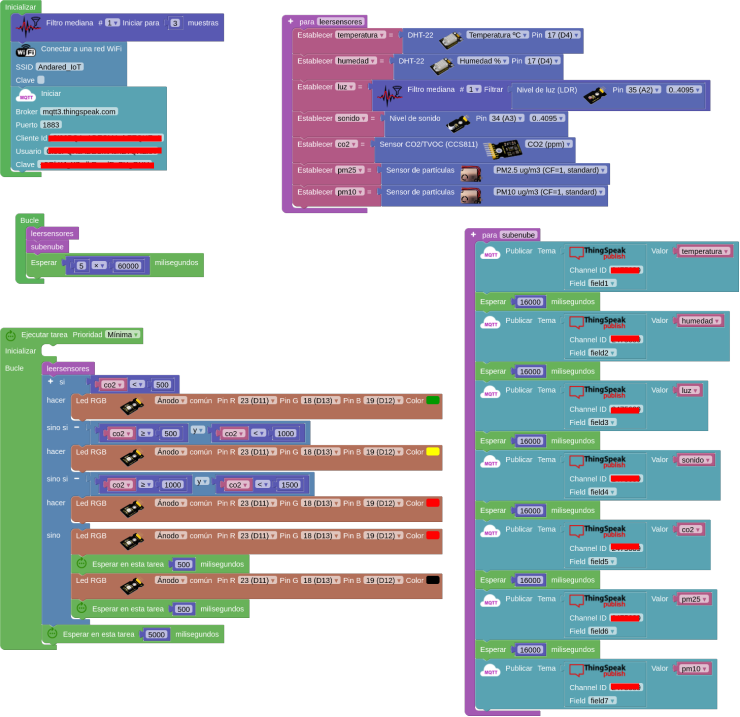 Inicializar
Filtro mediana # 1 Iniciar para 3 muestras
WiFi Conectar a una red WiFi
SSID Andared_IoT
Clave
MQTT Iniciar
Broker mqtt3.thingspeak.com
Puerto 1883
Cliente Id
Usuario
Clave
para leersensores
Establecer temperatura = DHT-22 Temperatura ºC Pin 17 (D4)
Establecer humedad = DHT-22 Humedad % Pin 17 (D4)
Establecer luz = Filtro mediana # 1 Filtrar Nivel de luz (LDR) Pin 35 (A2) 0..4095
Establecer sonido = Nivel de sonido Pin 34 (A3) 0..4095
Establecer co2 = Sensor CO2/TVOC (CCS811) CO2 (ppm)
Establecer pm25 = Sensor de partículas PM2.5 ug/m3 (CF=1, standard)
Establecer pm10 = Sensor de partículas PM10 ug/m3 (CF=1, standard)
Bucle
leersensores
subenube
Esperar 5 × 60000 milisegundos
Ejecutar tarea Prioridad Mínima
Inicializar
Bucle leersensores
+ si co2 < 500
hacer Led RGB Ánodo común Pin R 23 (D11) Pin G 18 (D13) Pin B 19 (D12) Color
sino si − co2 ≥ 500 y co2 < 1000
hacer Led RGB Ánodo común Pin R 23 (D11) Pin G 18 (D13) Pin B 19 (D12) Color
sino si − co2 ≥ 1000 y co2 < 1500
hacer Led RGB Ánodo común Pin R 23 (D11) Pin G 18 (D13) Pin B 19 (D12) Color
sino Led RGB Ánodo común Pin R 23 (D11) Pin G 18 (D13) Pin B 19 (D12) Color
Esperar en esta tarea 500 milisegundos
Led RGB Ánodo común Pin R 23 (D11) Pin G 18 (D13) Pin B 19 (D12) Color
Esperar en esta tarea 500 milisegundos
Esperar en esta tarea 5000 milisegundos
+ para subenube
MQTT Publicar Tema ThingSpeak publish Valor temperatura
Channel ID
Field field1
Esperar 16000 milisegundos
MQTT Publicar Tema ThingSpeak publish Valor humedad
Channel ID
Field field2
Esperar 16000 milisegundos
MQTT Publicar Tema ThingSpeak publish Valor luz
Channel ID
Field field3
Esperar 16000 milisegundos
MQTT Publicar Tema ThingSpeak publish Valor sonido
Channel ID
Field field4
Esperar 16000 milisegundos
MQTT Publicar Tema ThingSpeak publish Valor co2
Channel ID
Field field5
Esperar 16000 milisegundos
MQTT Publicar Tema ThingSpeak publish Valor pm25
Channel ID
Field field6
Esperar 16000 milisegundos
MQTT Publicar Tema ThingSpeak publish Valor pm10
Channel ID
Field field7